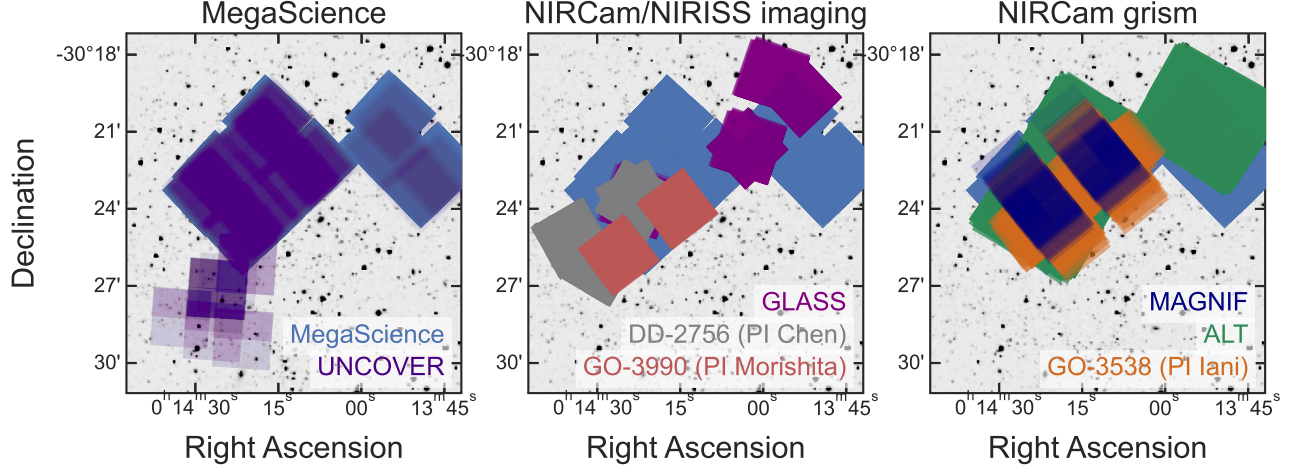 MegaScience
NIRCam/NIRISS imaging
NIRCam grism
Declination
-30°18'
21'
24'
27'
30'
MegaScience
UNCOVER
0ʰ14ᵐ30ˢ
15ˢ
00ˢ
13ᵐ45ˢ
Right Ascension
-30°18'
21'
24'
27'
30'
GLASS
DD-2756 (PI Chen)
GO-3990 (PI Morishita)
0ʰ14ᵐ30ˢ
15ˢ
00ˢ
13ᵐ45ˢ
Right Ascension
-30°18'
21'
24'
27'
30'
MAGNIF
ALT
GO-3538 (PI Iani)
0ʰ14ᵐ30ˢ
15ˢ
00ˢ
13ᵐ45ˢ
Right Ascension